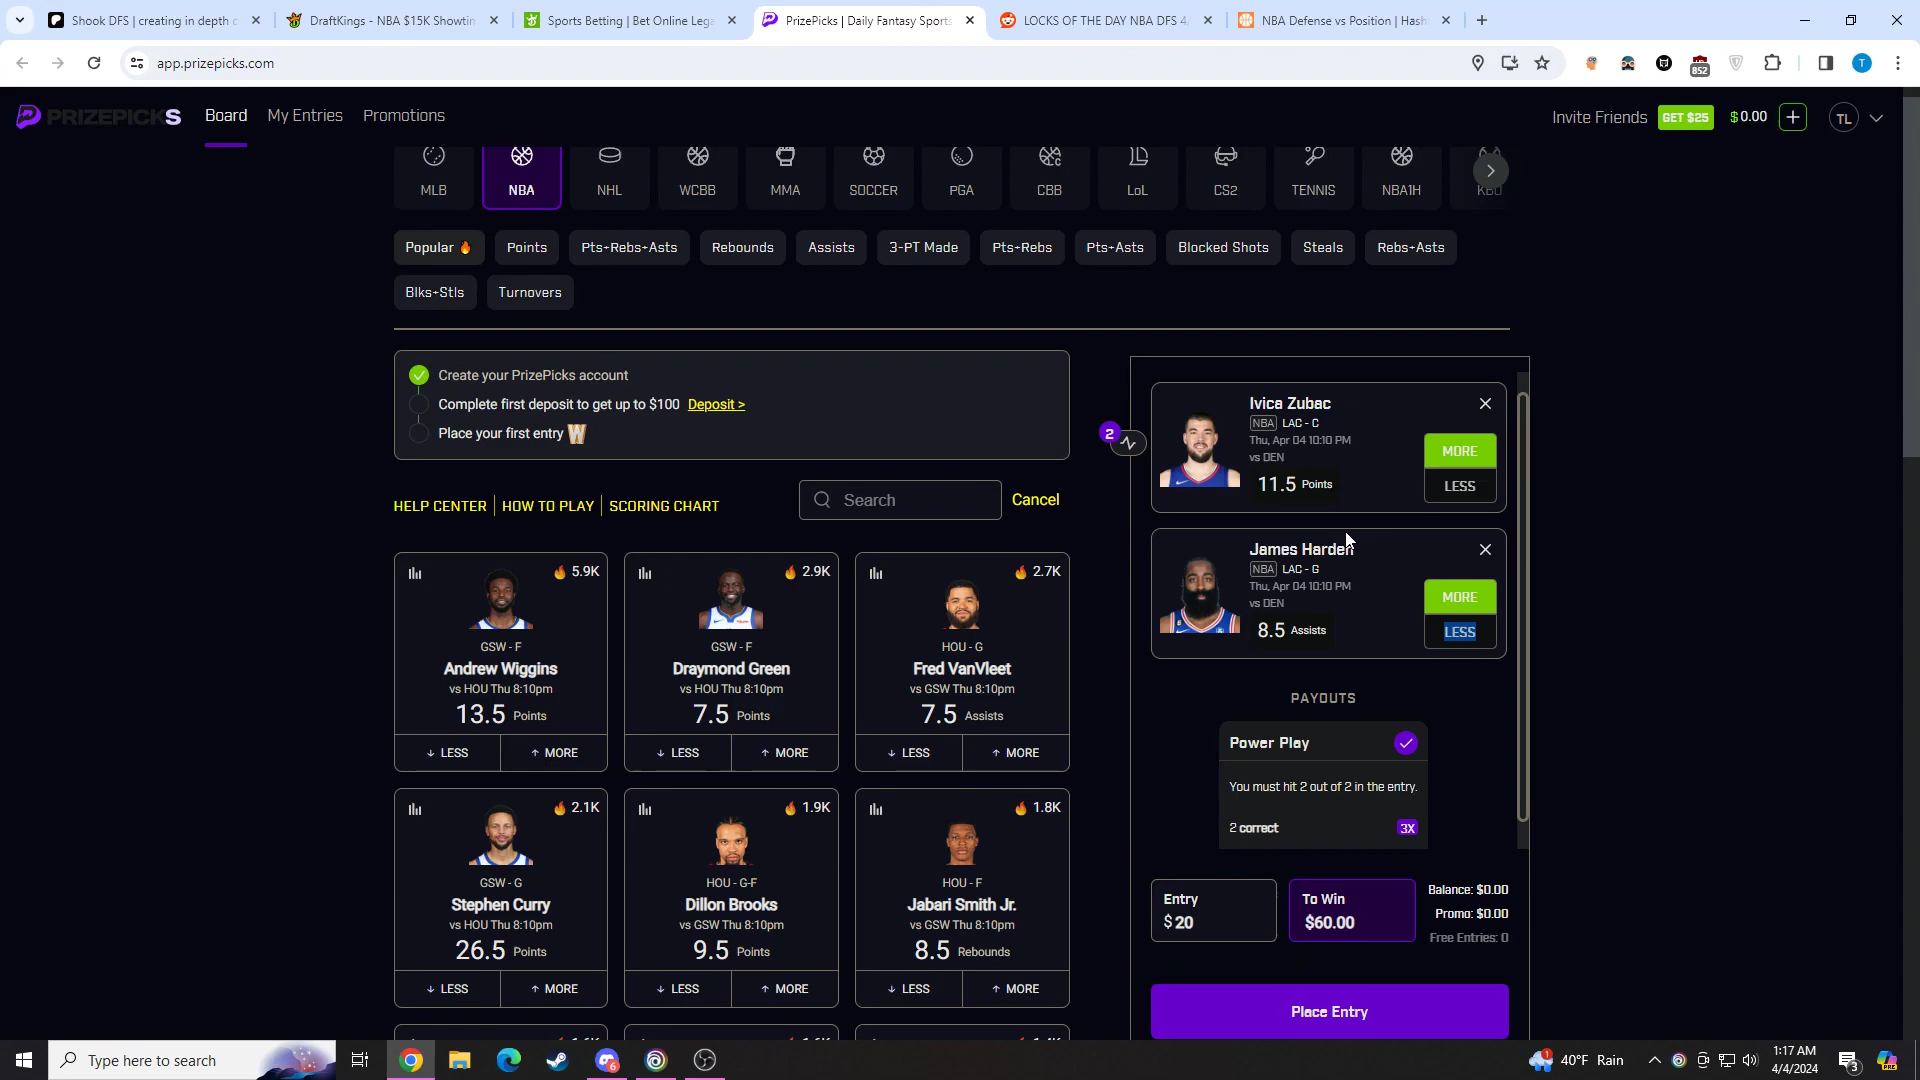 Shook DFS | creating in depth c
DraftKings - NBA $15K Showtim
Sports Betting | Bet Online Lega
PrizePicks | Daily Fantasy Sports
LOCKS OF THE DAY NBA DFS 4
NBA Defense vs Position | Hash
app.prizepicks.com
852
T
PRIZEPICKS
Board
My Entries
Promotions
Invite Friends
GET $25
$0.00
TL
MLB
NBA
NHL
WCBB
MMA
SOCCER
PGA
CBB
LoL
CS2
TENNIS
NBA1H
KBO
Popular
Points
Pts+Rebs+Asts
Rebounds
Assists
3-PT Made
Pts+Rebs
Pts+Asts
Blocked Shots
Steals
Rebs+Asts
Blks+Stls
Turnovers
Create your PrizePicks account
Complete first deposit to get up to $100 Deposit >
Place your first entry
HELP CENTER
HOW TO PLAY
SCORING CHART
Search
Cancel
5.9K
GSW - F
Andrew Wiggins
vs HOU Thu 8:10pm
13.5 Points
LESS
MORE
2.9K
GSW - F
Draymond Green
vs HOU Thu 8:10pm
7.5 Points
LESS
MORE
2.7K
HOU - G
Fred VanVleet
vs GSW Thu 8:10pm
7.5 Assists
LESS
MORE
2.1K
GSW - G
Stephen Curry
vs HOU Thu 8:10pm
26.5 Points
LESS
MORE
1.9K
HOU - G-F
Dillon Brooks
vs GSW Thu 8:10pm
9.5 Points
LESS
MORE
1.8K
HOU - F
Jabari Smith Jr.
vs GSW Thu 8:10pm
8.5 Rebounds
LESS
MORE
2
Ivica Zubac
NBA LAC - C
Thu, Apr 04 10:10 PM
vs DEN
11.5 Points
MORE
LESS
James Harden
NBA LAC - G
Thu, Apr 04 10:10 PM
vs DEN
8.5 Assists
MORE
LESS
PAYOUTS
Power Play
You must hit 2 out of 2 in the entry.
2 correct
3X
Entry
$ 20
To Win
$60.00
Balance: $0.00
Promo: $0.00
Free Entries: 0
Place Entry
Type here to search
6
1
40°F Rain
1:17 AM
4/4/2024
3